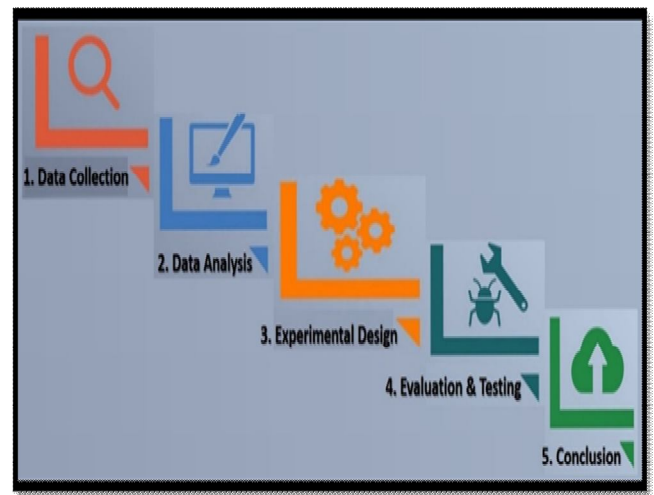 1. Data Collection
2. Data Analysis
3. Experimental Design
4. Evaluation & Testing
5. Conclusion